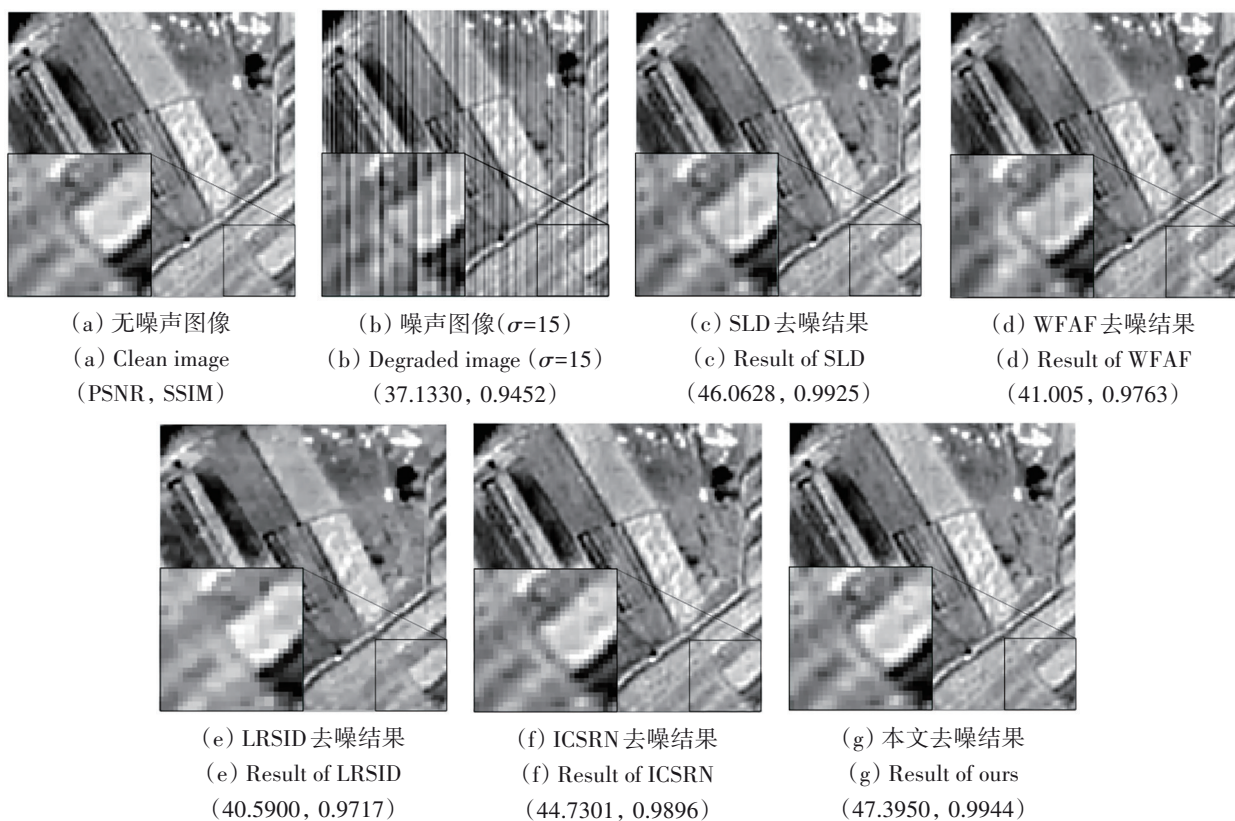 (a) 无噪声图像
(a) Clean image
(PSNR, SSIM)
(b) 噪声图像(σ=15)
(b) Degraded image (σ=15)
(37.1330, 0.9452)
(c) SLD 去噪结果
(c) Result of SLD
(46.0628, 0.9925)
(d) WFAF 去噪结果
(d) Result of WFAF
(41.005, 0.9763)
(e) LRSID 去噪结果
(e) Result of LRSID
(40.5900, 0.9717)
(f) ICSRN 去噪结果
(f) Result of ICSRN
(44.7301, 0.9896)
(g) 本文去噪结果
(g) Result of ours
(47.3950, 0.9944)